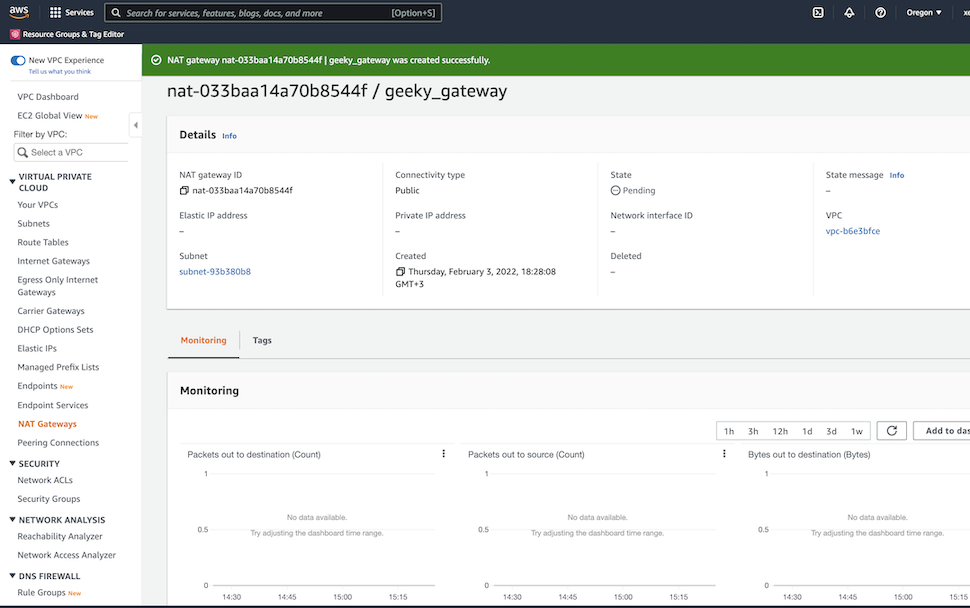 aws
Services
Search for services, features, blogs, docs, and more
[Option+S]
Oregon ▼
Resource Groups & Tag Editor
New VPC Experience
Tell us what you think
VPC Dashboard
EC2 Global View New
Filter by VPC:
Select a VPC
VIRTUAL PRIVATE
CLOUD
Your VPCs
Subnets
Route Tables
Internet Gateways
Egress Only Internet
Gateways
Carrier Gateways
DHCP Options Sets
Elastic IPs
Managed Prefix Lists
Endpoints New
Endpoint Services
NAT Gateways
Peering Connections
SECURITY
Network ACLs
Security Groups
NETWORK ANALYSIS
Reachability Analyzer
Network Access Analyzer
DNS FIREWALL
Rule Groups New
NAT gateway nat-033baa14a70b8544f | geeky_gateway was created successfully.
nat-033baa14a70b8544f / geeky_gateway
Details Info
NAT gateway ID
nat-033baa14a70b8544f
Connectivity type
Public
State
Pending
State message Info
–
Elastic IP address
–
Private IP address
–
Network interface ID
–
VPC
vpc-b6e3bfce
Subnet
subnet-93b380b8
Created
Thursday, February 3, 2022, 18:28:08
GMT+3
Deleted
–
Monitoring
Tags
Monitoring
1h 3h 12h 1d 3d 1w
Add to das
Packets out to destination (Count)
1
0.5
0
No data available.
Try adjusting the dashboard time range.
14:30 14:45 15:00 15:15
Packets out to source (Count)
1
0.5
0
No data available.
Try adjusting the dashboard time range.
14:30 14:45 15:00 15:15
Bytes out to destination (Bytes)
1
0.5
0
No data available.
Try adjusting the dashboard time range.
14:30 14:45 15:00 15:15